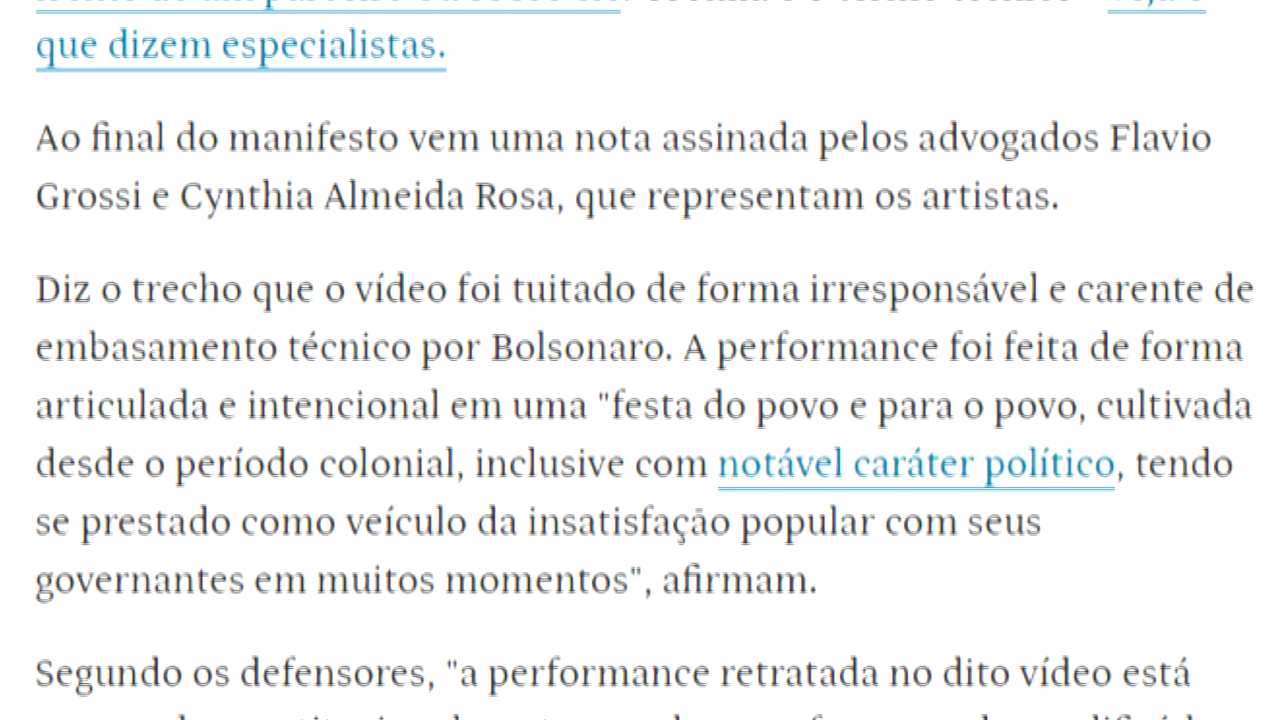 que dizem especialistas.
Ao final do manifesto vem uma nota assinada pelos advogados Flavio
Grossi e Cynthia Almeida Rosa, que representam os artistas.
Diz o trecho que o vídeo foi tuitado de forma irresponsável e carente de
embasamento técnico por Bolsonaro. A performance foi feita de forma
articulada e intencional em uma "festa do povo e para o povo, cultivada
desde o período colonial, inclusive com notável caráter político, tendo
se prestado como veículo da insatisfação popular com seus
governantes em muitos momentos", afirmam.
Segundo os defensores, "a performance retratada no dito vídeo está